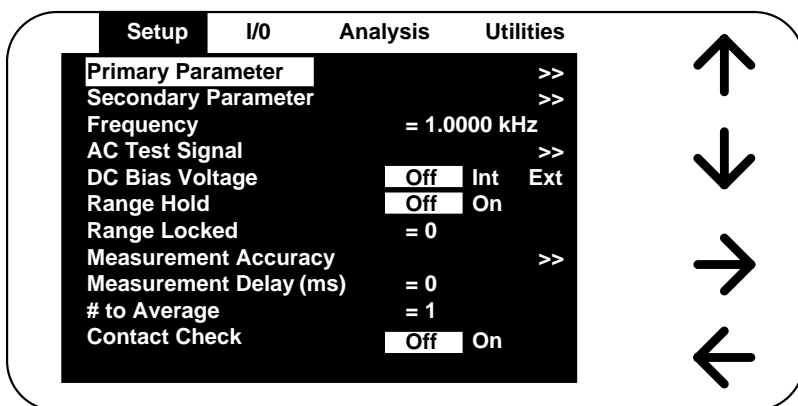 Setup I/0 Analysis Utilities
Primary Parameter >>
Secondary Parameter >>
Frequency = 1.0000 kHz
AC Test Signal >>
DC Bias Voltage Off Int Ext
Range Hold Off On
Range Locked = 0
Measurement Accuracy >>
Measurement Delay (ms) = 0
# to Average = 1
Contact Check Off On